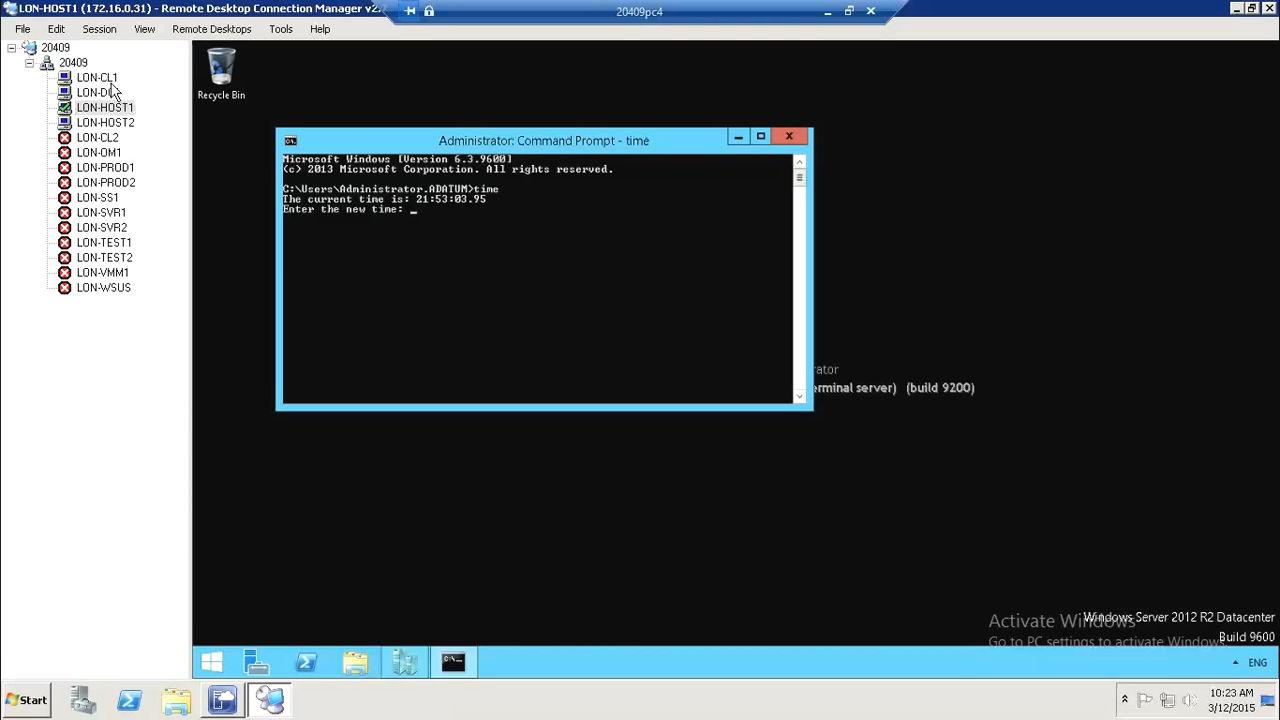 LON-HOST1 (172.16.0.31) - Remote Desktop Connection Manager v2.
20409pc4
File Edit Session View Remote Desktops Tools Help
20409
20409
LON-CL1
LON-DC
LON-HOST1
LON-HOST2
LON-CL2
LON-OM1
LON-PROD1
LON-PROD2
LON-SS1
LON-SVR1
LON-SVR2
LON-TEST1
LON-TEST2
LON-VMM1
LON-WSUS
Recycle Bin
Administrator: Command Prompt - time
Microsoft Windows [Version 6.3.9600]
(c) 2013 Microsoft Corporation. All rights reserved.
C:\Users\Administrator.ADATUM>time
The current time is: 21:53:03.95
Enter the new time: _
rator
erminal server) (build 9200)
Activate Windows
Windows Server 2012 R2 Datacenter
Go to PC settings to activate Windows.
Build 9600
ENG
Start
10:23 AM
3/12/2015